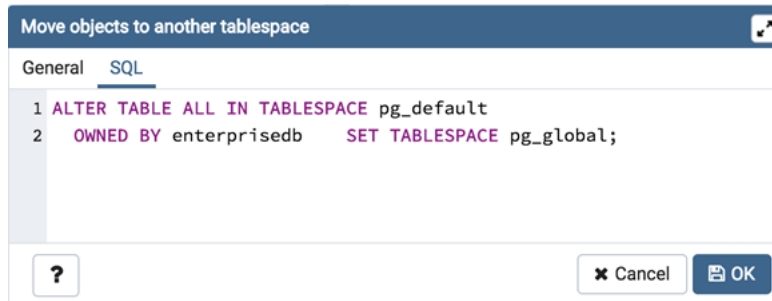 Move objects to another tablespace
General SQL
1 ALTER TABLE ALL IN TABLESPACE pg_default
2 OWNED BY enterprisedb SET TABLESPACE pg_global;
? Cancel OK